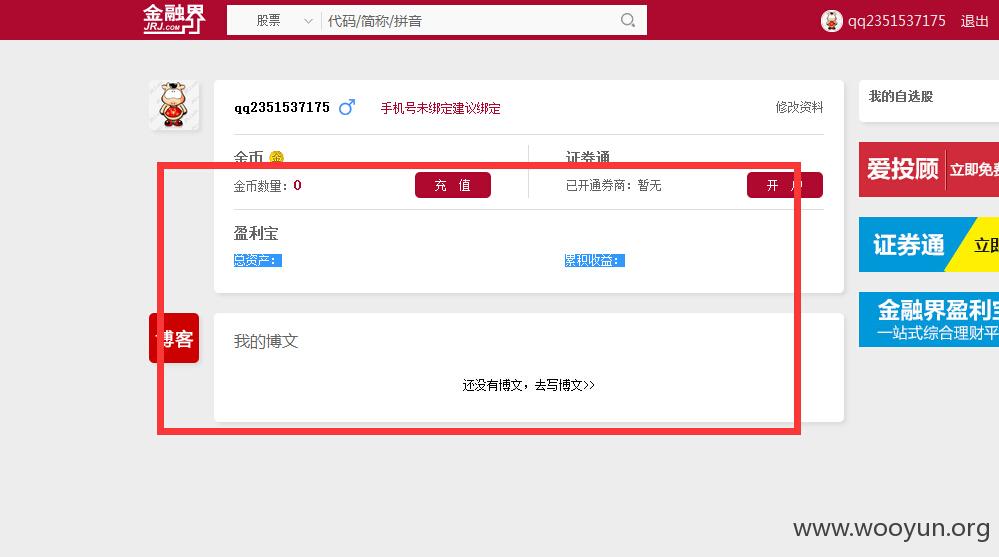 金融界
JRJ.COM
股票
代码/简称/拼音
qq2351537175 退出
qq2351537175
手机号未绑定建议绑定
修改资料
金币
金币数量：0
充 值
证券通
已开通券商：暂无
开 户
盈利宝
总资产：
累积收益：
博客
我的博文
还没有博文，去写博文>>
我的自选股
爱投顾
立即免
证券通
立即
金融界盈利宝
一站式综合理财平
www.wooyun.org